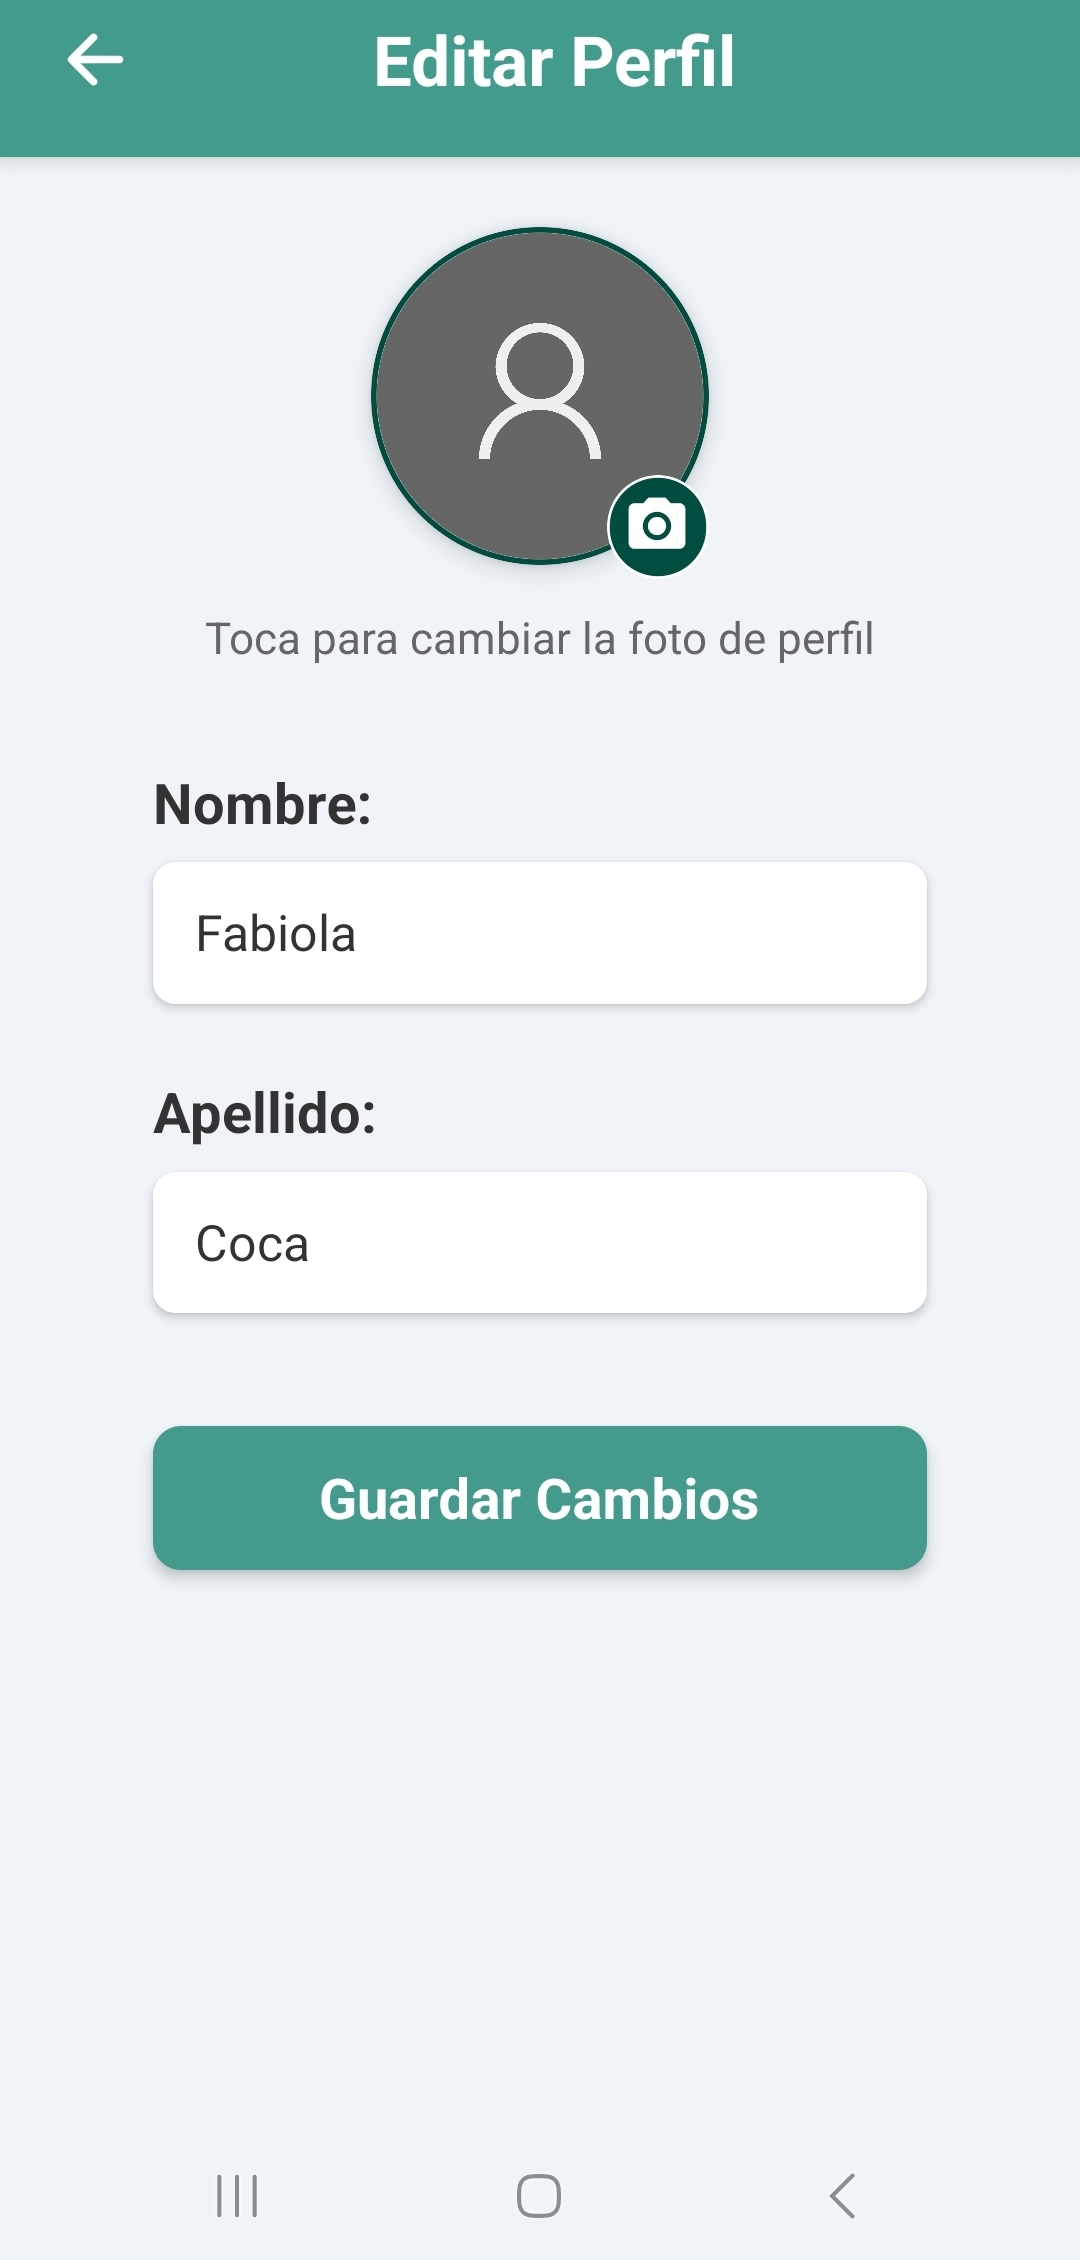 Editar Perfil
Toca para cambiar la foto de perfil
Nombre:
Fabiola
Apellido:
Coca
Guardar Cambios